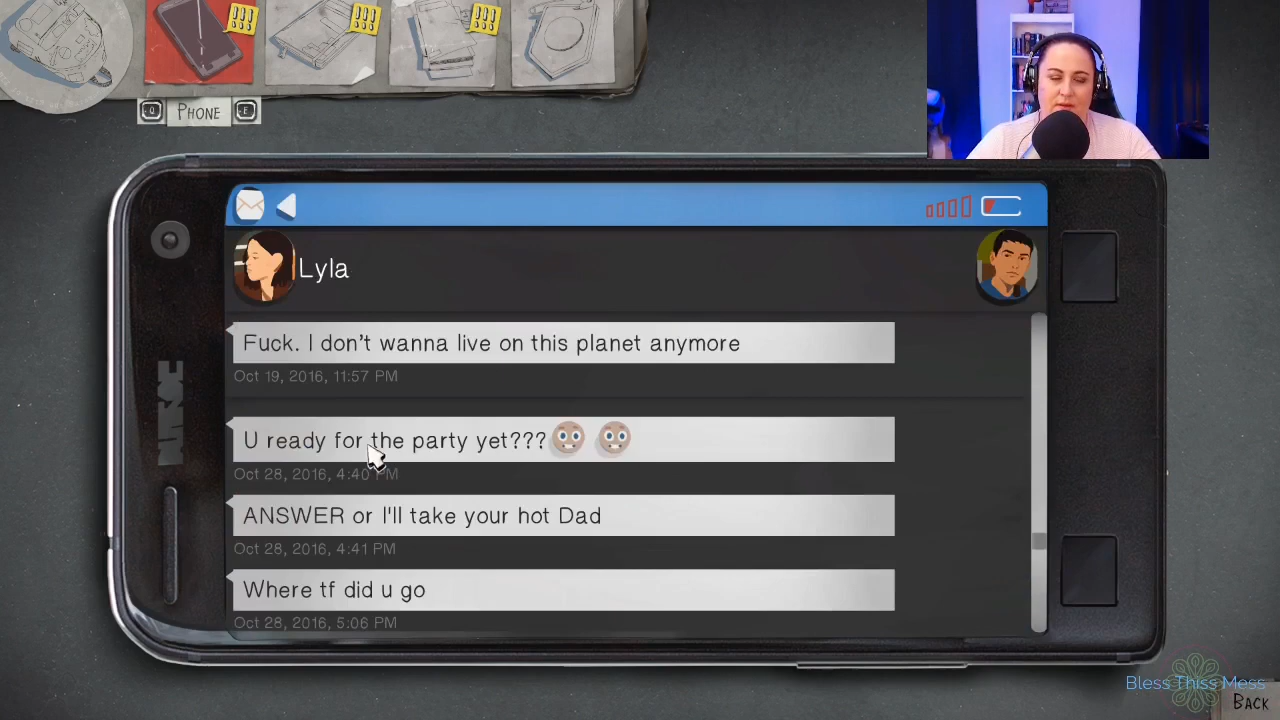 Q
PHONE
E
Lyla
Fuck. I don't wanna live on this planet anymore
Oct 19, 2016, 11:57 PM
U ready for the party yet???
Oct 28, 2016, 4:40 PM
ANSWER or I'll take your hot Dad
Oct 28, 2016, 4:41 PM
Where tf did u go
Oct 28, 2016, 5:06 PM
Bless Thiss Mess
BACK